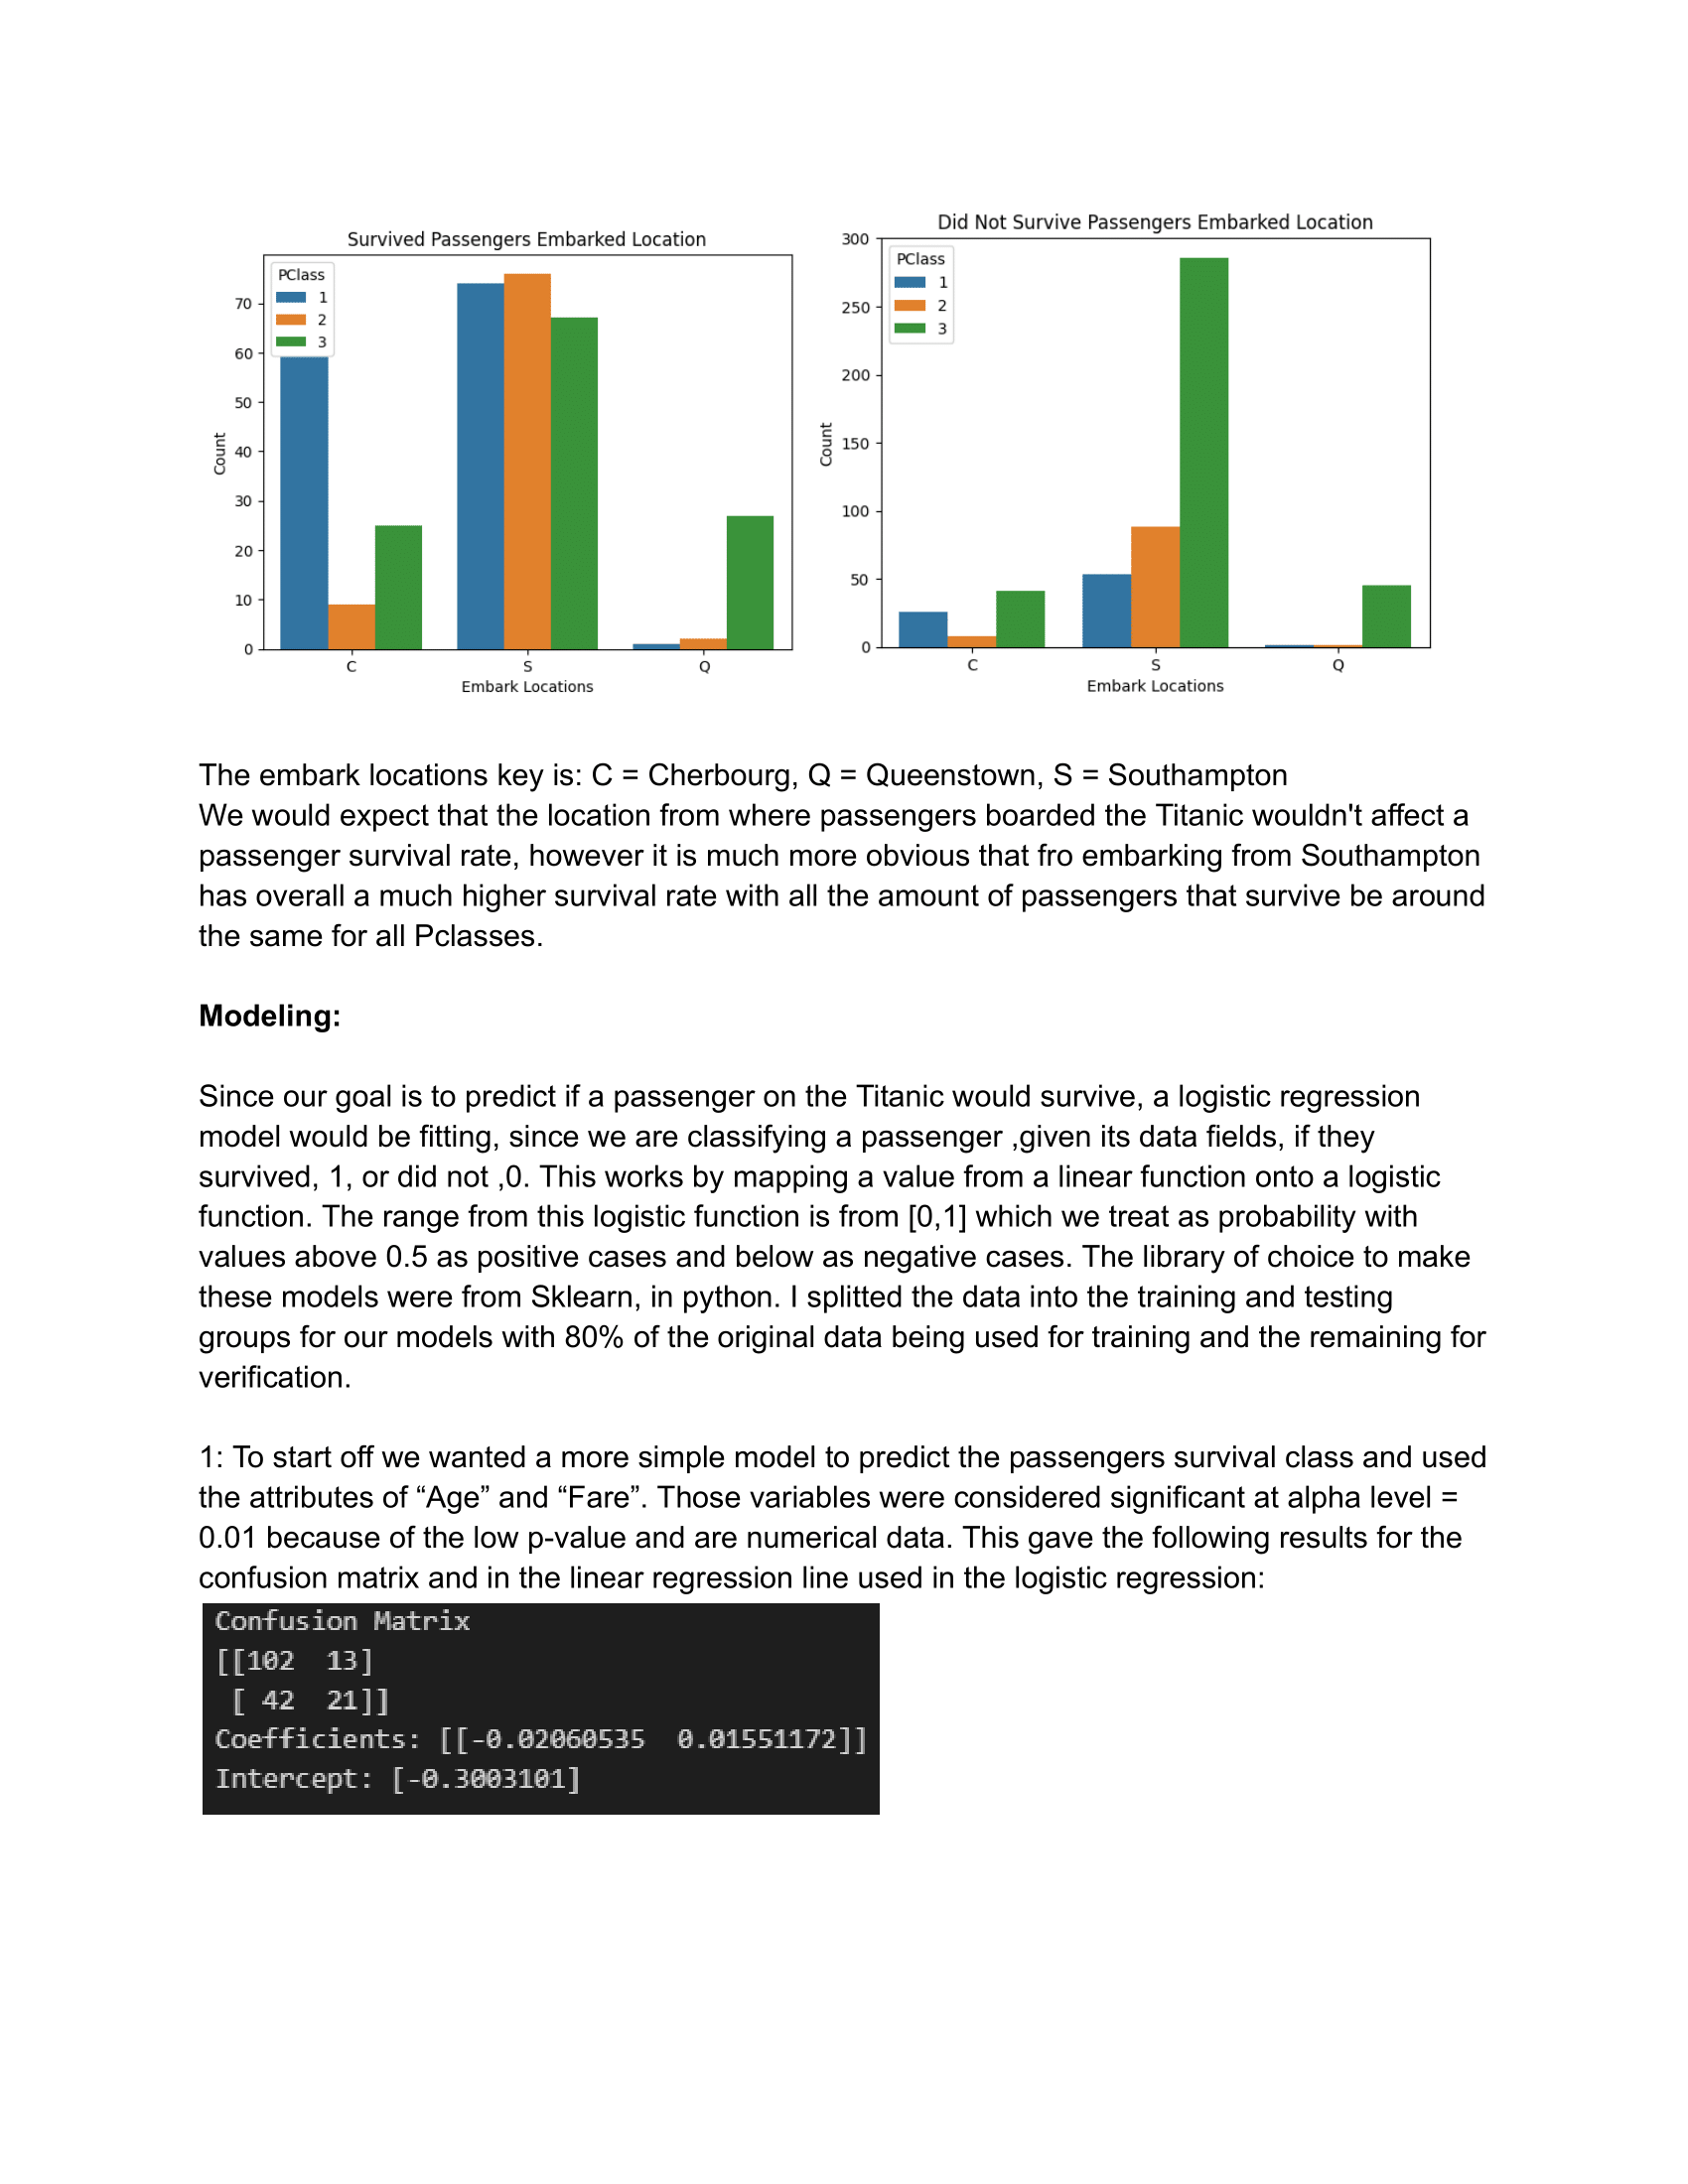 Survived Passengers Embarked Location
PClass
1
2
3
70
60
50
40
30
20
10
0
Count
C
S
Q
Embark Locations
Did Not Survive Passengers Embarked Location
PClass
1
2
3
300
250
200
150
100
50
0
Count
C
S
Q
Embark Locations
The embark locations key is: C = Cherbourg, Q = Queenstown, S = Southampton
We would expect that the location from where passengers boarded the Titanic wouldn't affect a
passenger survival rate, however it is much more obvious that fro embarking from Southampton
has overall a much higher survival rate with all the amount of passengers that survive be around
the same for all Pclasses.
Modeling:
Since our goal is to predict if a passenger on the Titanic would survive, a logistic regression
model would be fitting, since we are classifying a passenger ,given its data fields, if they
survived, 1, or did not ,0. This works by mapping a value from a linear function onto a logistic
function. The range from this logistic function is from [0,1] which we treat as probability with
values above 0.5 as positive cases and below as negative cases. The library of choice to make
these models were from Sklearn, in python. I splitted the data into the training and testing
groups for our models with 80% of the original data being used for training and the remaining for
verification.
1: To start off we wanted a more simple model to predict the passengers survival class and used
the attributes of “Age” and “Fare”. Those variables were considered significant at alpha level =
0.01 because of the low p-value and are numerical data. This gave the following results for the
confusion matrix and in the linear regression line used in the logistic regression:
Confusion Matrix
[[102  13]
 [ 42  21]]
Coefficients: [[-0.02060535  0.01551172]]
Intercept: [-0.3003101]